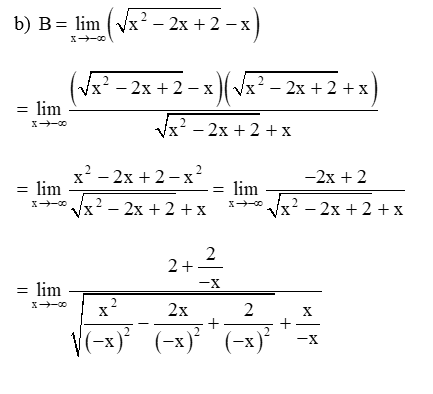 b) B = lim_{x→-∞} (√(x² - 2x + 2) - x)
= lim_{x→-∞} ((√(x² - 2x + 2) - x)(√(x² - 2x + 2) + x))/(√(x² - 2x + 2) + x)
= lim_{x→-∞} (x² - 2x + 2 - x²)/(√(x² - 2x + 2) + x) = lim_{x→-∞} (-2x + 2)/(√(x² - 2x + 2) + x)
= lim_{x→-∞} (2 + 2/(-x))/(√(x²/(-x)² - 2x/(-x)² + 2/(-x)²) + x/(-x))